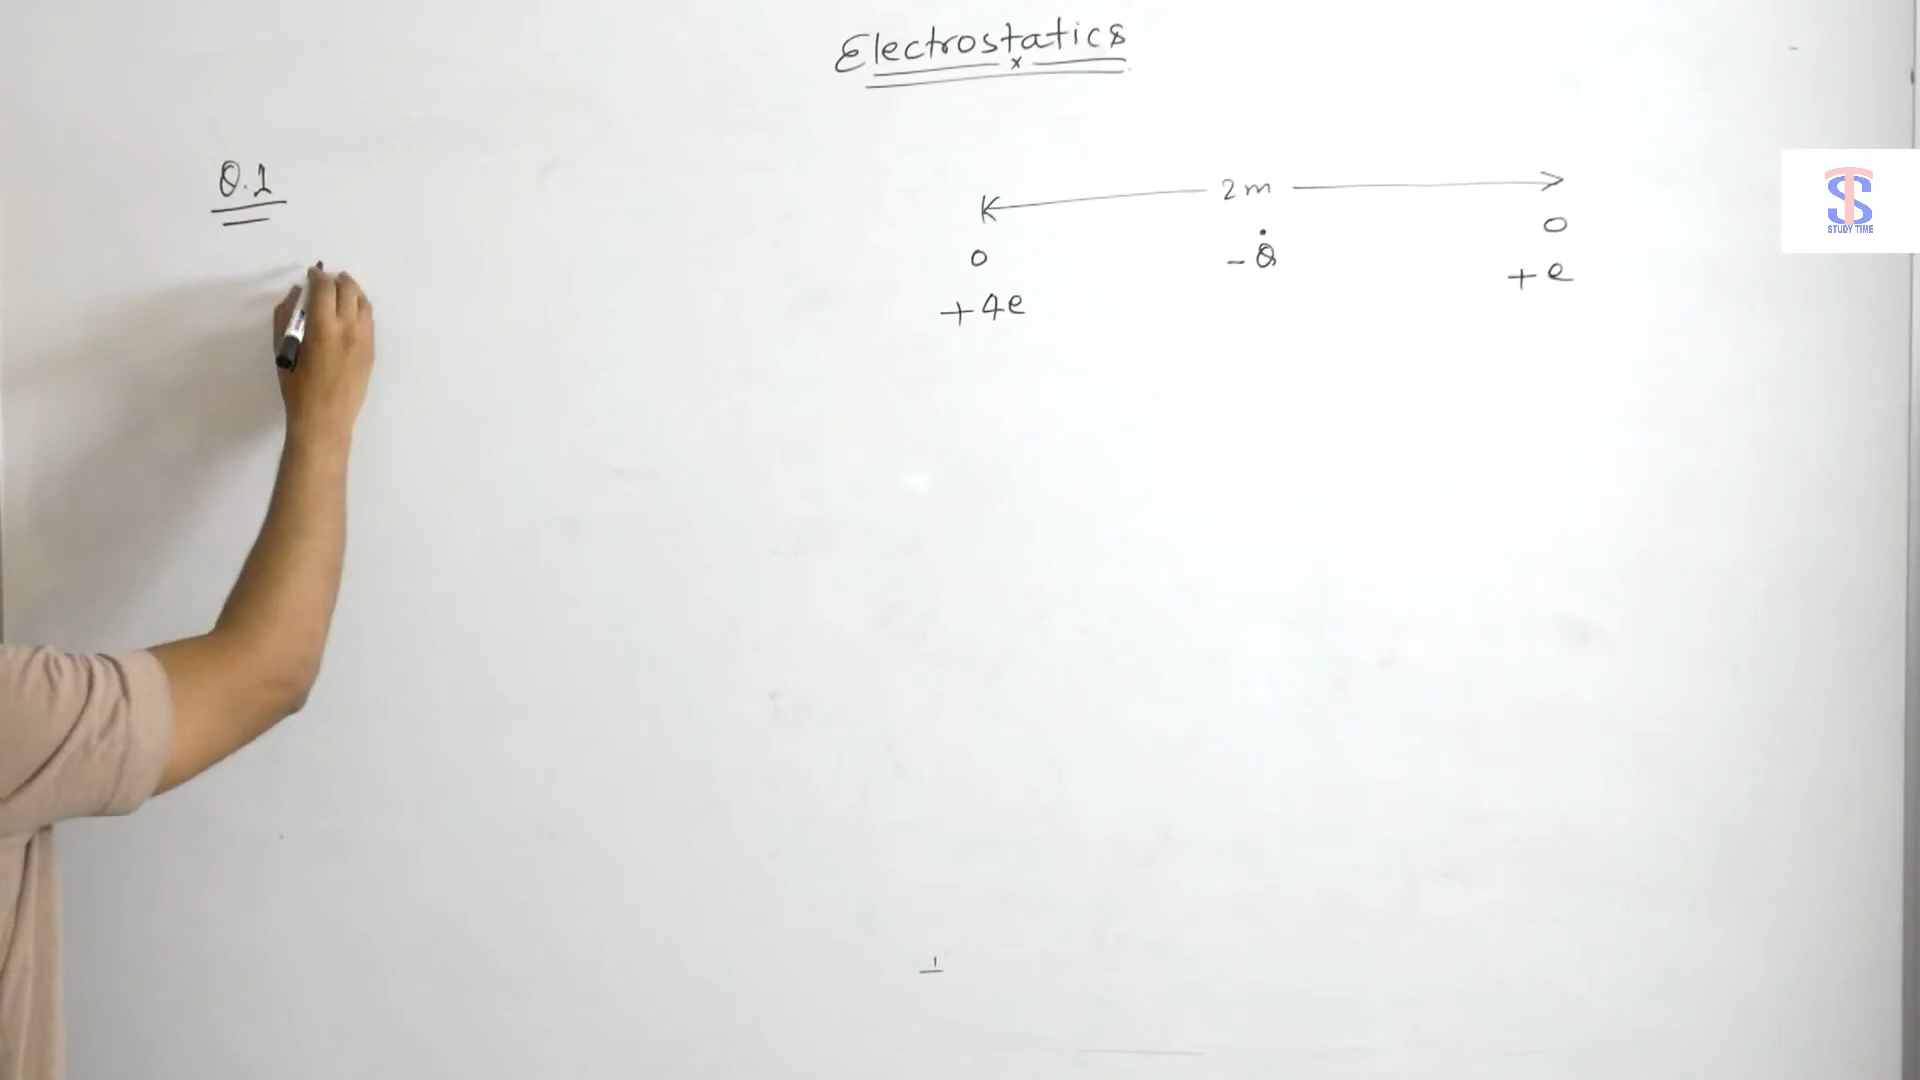 Electrostatics
Q.1
2m
-Q
+4e
+e
STUDY TIME